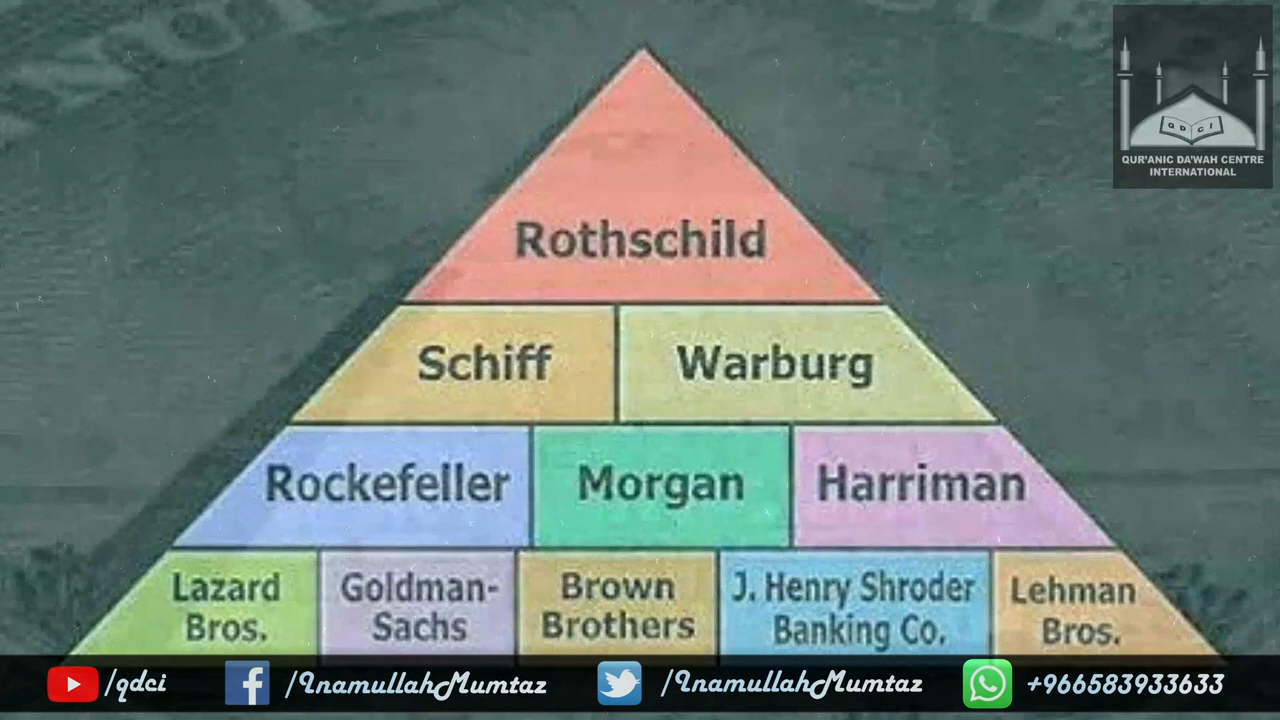 QUR'ANIC DA'WAH CENTRE
INTERNATIONAL
Rothschild
Schiff
Warburg
Rockefeller
Morgan
Harriman
Lazard
Bros.
Goldman-
Sachs
Brown
Brothers
J. Henry Shroder
Banking Co.
Lehman
Bros.
/qdci
/InamullahMumtaz
/InamullahMumtaz
+966583933633